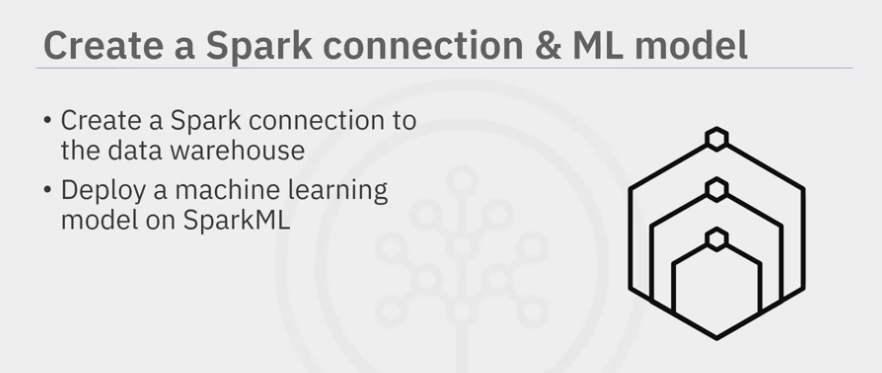 Create a Spark connection & ML model
• Create a Spark connection to
the data warehouse
• Deploy a machine learning
model on SparkML